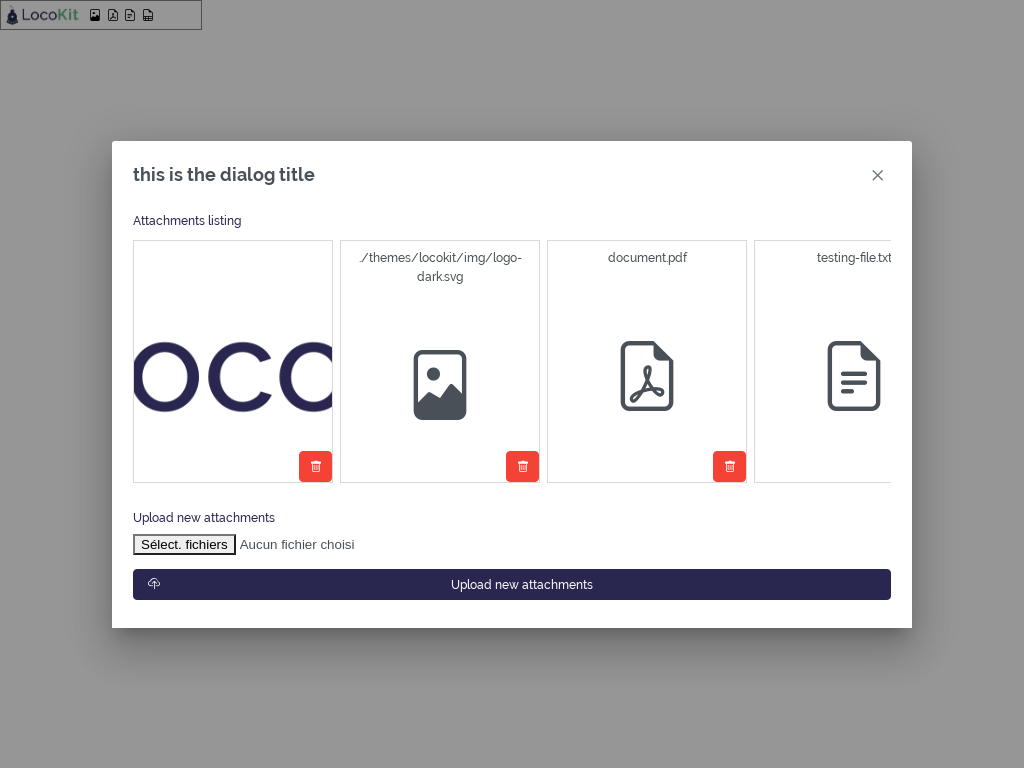 LocoKit
this is the dialog title
Attachments listing
OCO
./themes/locokit/img/logo-
dark.svg
document.pdf
testing-file.txt
Upload new attachments
Sélect. fichiers Aucun fichier choisi
Upload new attachments